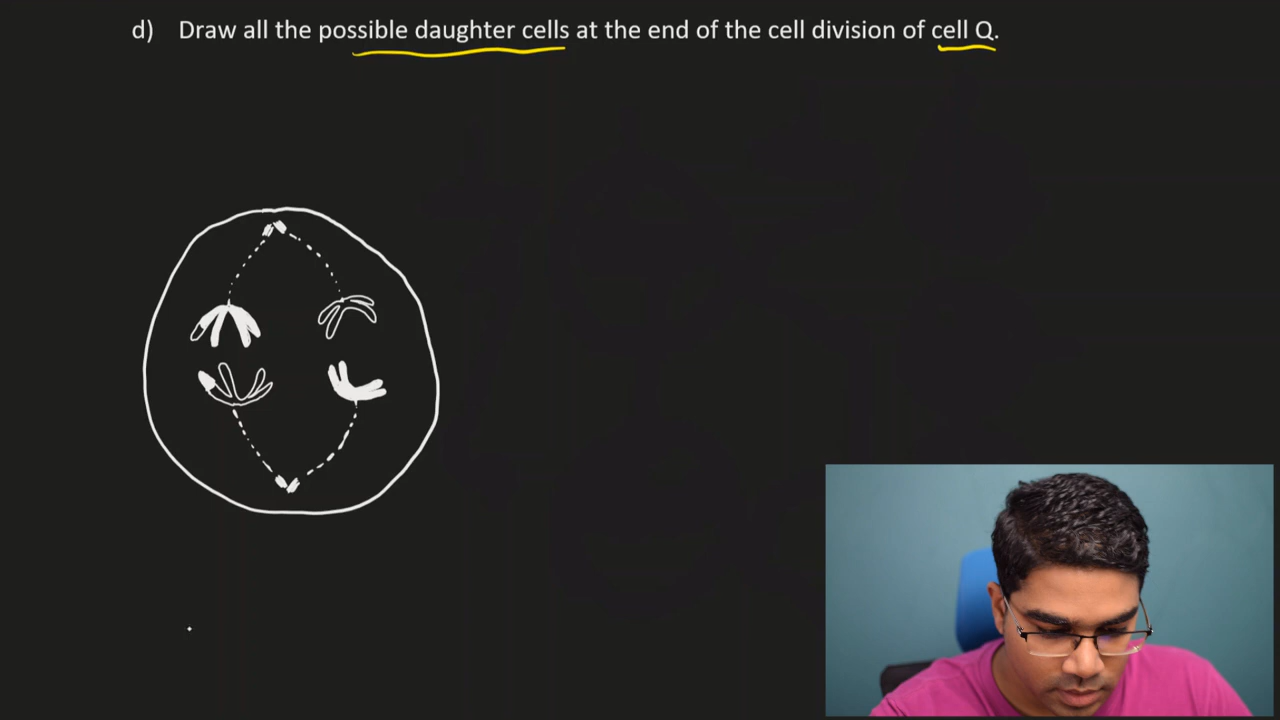 d) Draw all the possible daughter cells at the end of the cell division of cell Q.